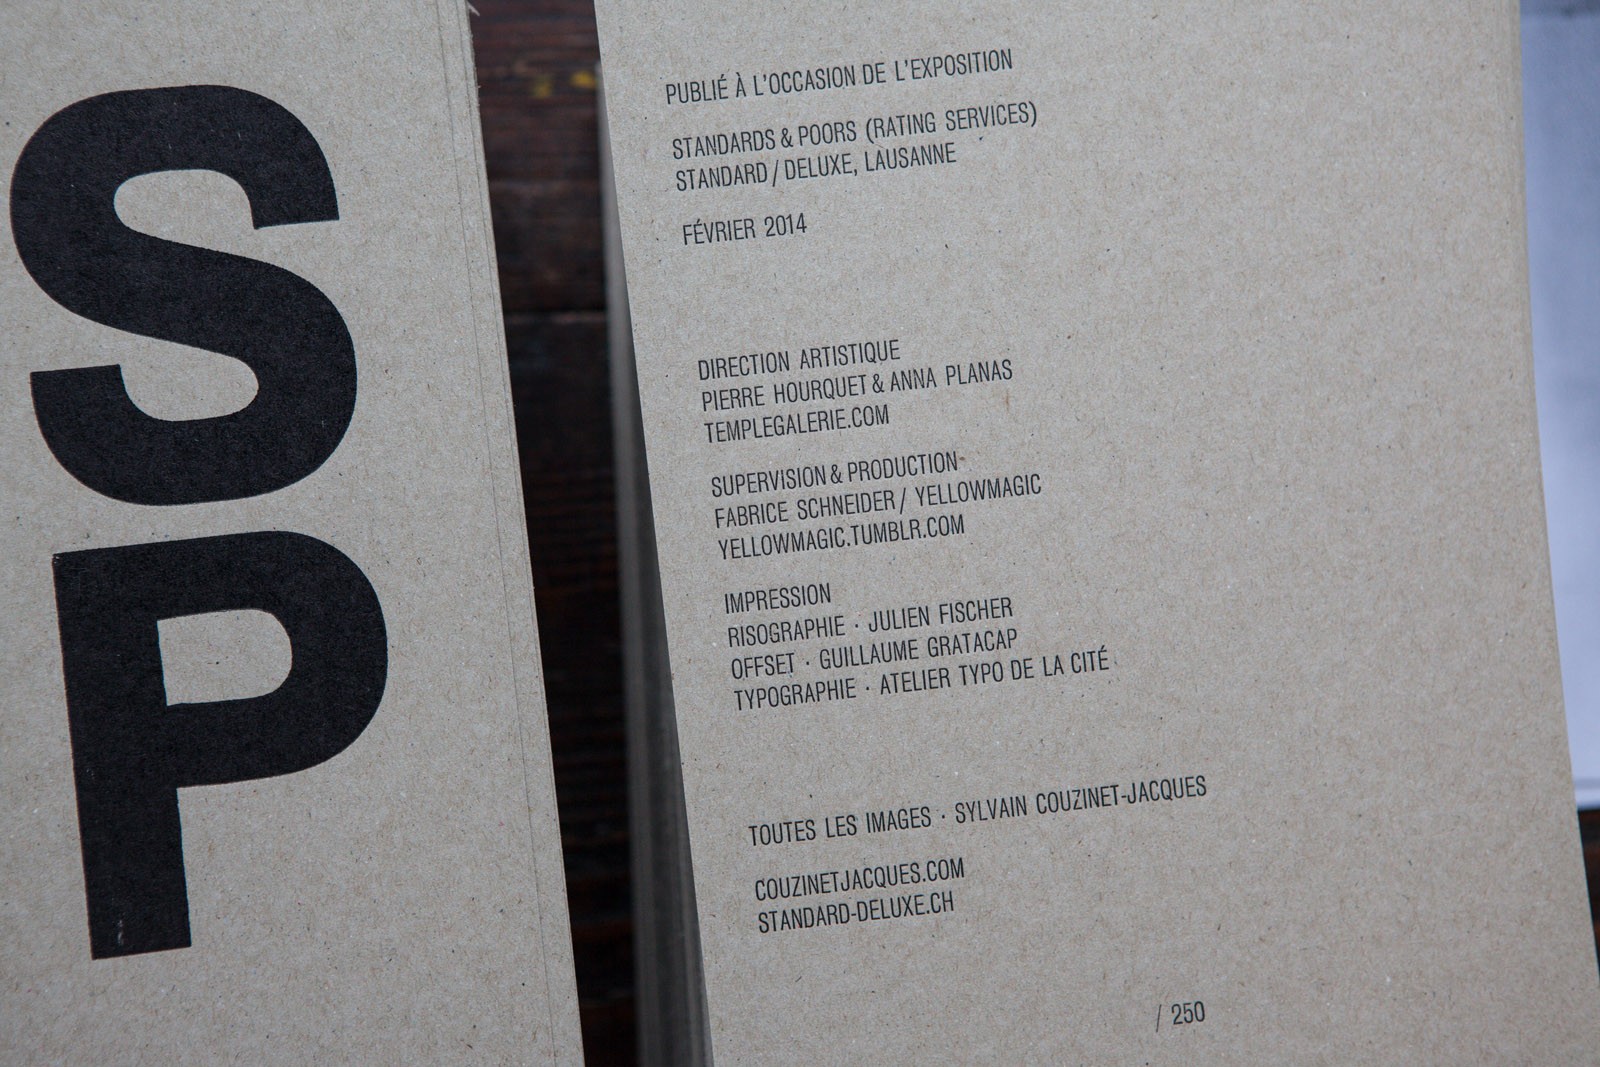 S
P
PUBLIÉ À L'OCCASION DE L'EXPOSITION
STANDARDS & POORS (RATING SERVICES)
STANDARD / DELUXE, LAUSANNE
FÉVRIER 2014
DIRECTION ARTISTIQUE
PIERRE HOURQUET & ANNA PLANAS
TEMPLEGALERIE.COM
SUPERVISION & PRODUCTION
FABRICE SCHNEIDER / YELLOWMAGIC
YELLOWMAGIC.TUMBLR.COM
IMPRESSION
RISOGRAPHIE · JULIEN FISCHER
OFFSET · GUILLAUME GRATACAP
TYPOGRAPHIE · ATELIER TYPO DE LA CITÉ
TOUTES LES IMAGES · SYLVAIN COUZINET-JACQUES
COUZINETJACQUES.COM
STANDARD-DELUXE.CH
/ 250